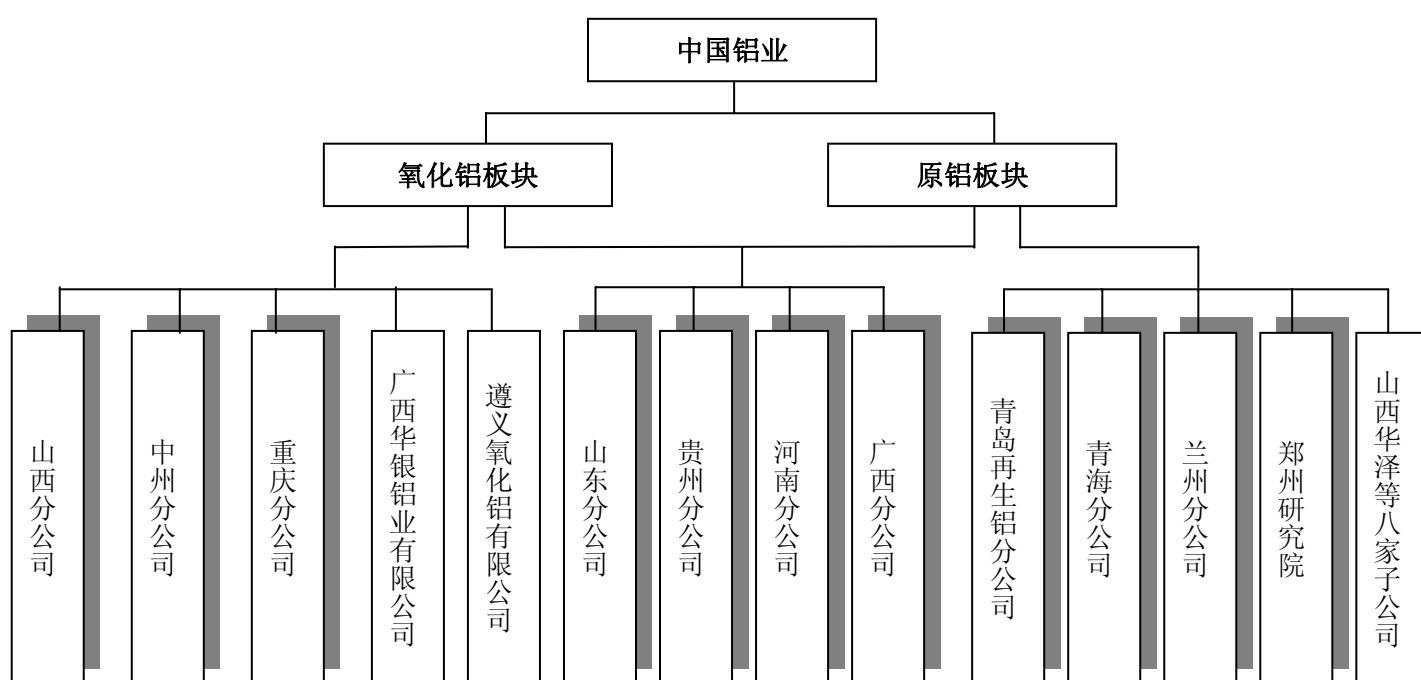 中国铝业
氧化铝板块
原铝板块
山西分公司
中州分公司
重庆分公司
广西华银铝业有限公司
遵义氧化铝有限公司
山东分公司
贵州分公司
河南分公司
广西分公司
青岛再生铝分公司
青海分公司
兰州分公司
郑州研究院
山西华泽等八家子公司